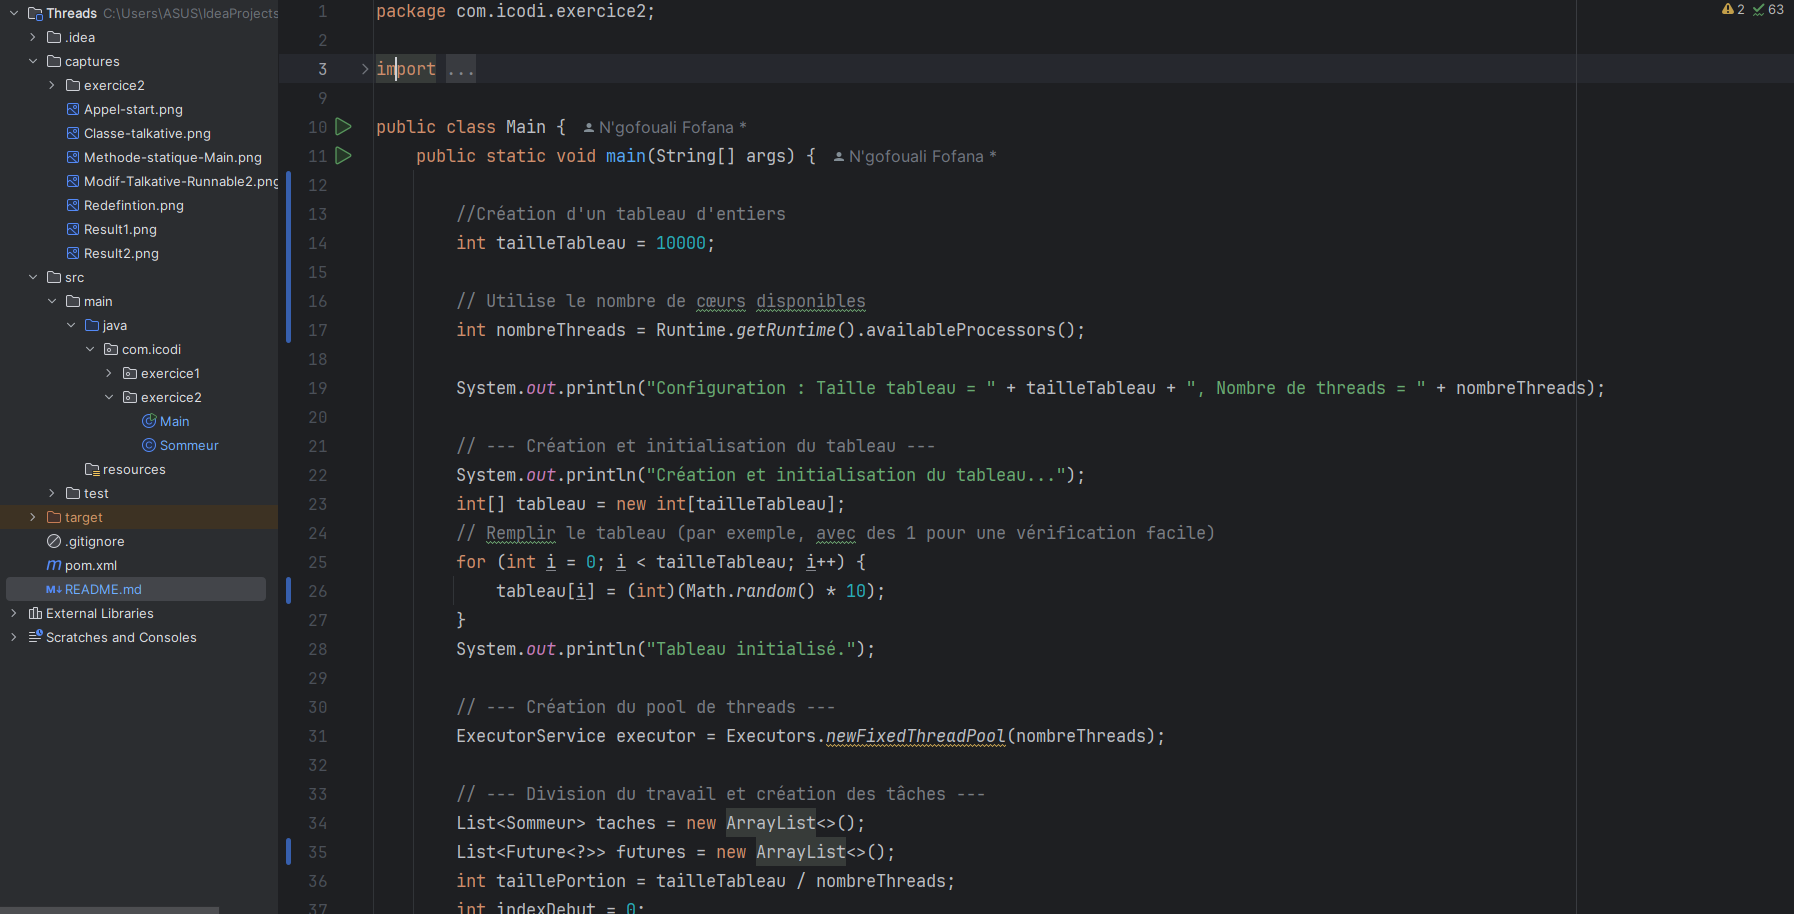 Threads C:\Users\ASUS\IdeaProjects
.idea
captures
exercice2
Appel-start.png
Classe-talkative.png
Methode-statique-Main.png
Modif-Talkative-Runnable2.png
Redefintion.png
Result1.png
Result2.png
src
main
java
com.icodi
exercice1
exercice2
Main
Sommeur
resources
test
target
.gitignore
pom.xml
README.md
External Libraries
Scratches and Consoles
2 63
1 package com.icodi.exercice2;
2
3 import ...
9
10 public class Main { N'gofouali Fofana *
11 public static void main(String[] args) { N'gofouali Fofana *
12
13 //Création d'un tableau d'entiers
14 int tailleTableau = 10000;
15
16 // Utilise le nombre de cœurs disponibles
17 int nombreThreads = Runtime.getRuntime().availableProcessors();
18
19 System.out.println("Configuration : Taille tableau = " + tailleTableau + ", Nombre de threads = " + nombreThreads);
20
21 // --- Création et initialisation du tableau ---
22 System.out.println("Création et initialisation du tableau...");
23 int[] tableau = new int[tailleTableau];
24 // Remplir le tableau (par exemple, avec des 1 pour une vérification facile)
25 for (int i = 0; i < tailleTableau; i++) {
26 tableau[i] = (int)(Math.random() * 10);
27 }
28 System.out.println("Tableau initialisé.");
29
30 // --- Création du pool de threads ---
31 ExecutorService executor = Executors.newFixedThreadPool(nombreThreads);
32
33 // --- Division du travail et création des tâches ---
34 List<Sommeur> taches = new ArrayList<>();
35 List<Future<?>> futures = new ArrayList<>();
36 int taillePortion = tailleTableau / nombreThreads;
37 int indexDebut = 0;